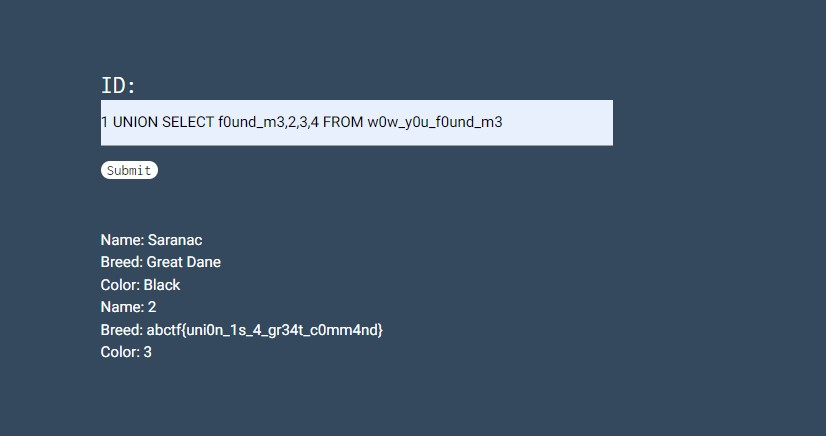 ID:
1 UNION SELECT f0und_m3,2,3,4 FROM w0w_y0u_f0und_m3
Submit
Name: Saranac
Breed: Great Dane
Color: Black
Name: 2
Breed: abctf{uni0n_1s_4_gr34t_c0mm4nd}
Color: 3